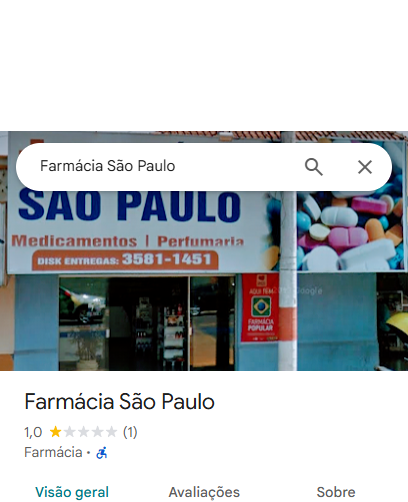 Farmácia São Paulo
SÃO PAULO
Medicamentos | Perfumaria
DISK ENTREGAS: 3581-1451
AQUI TEM
FARMÁCIA
POPULAR
Google
Farmácia São Paulo
1,0 (1)
Farmácia ·
Visão geral Avaliações Sobre